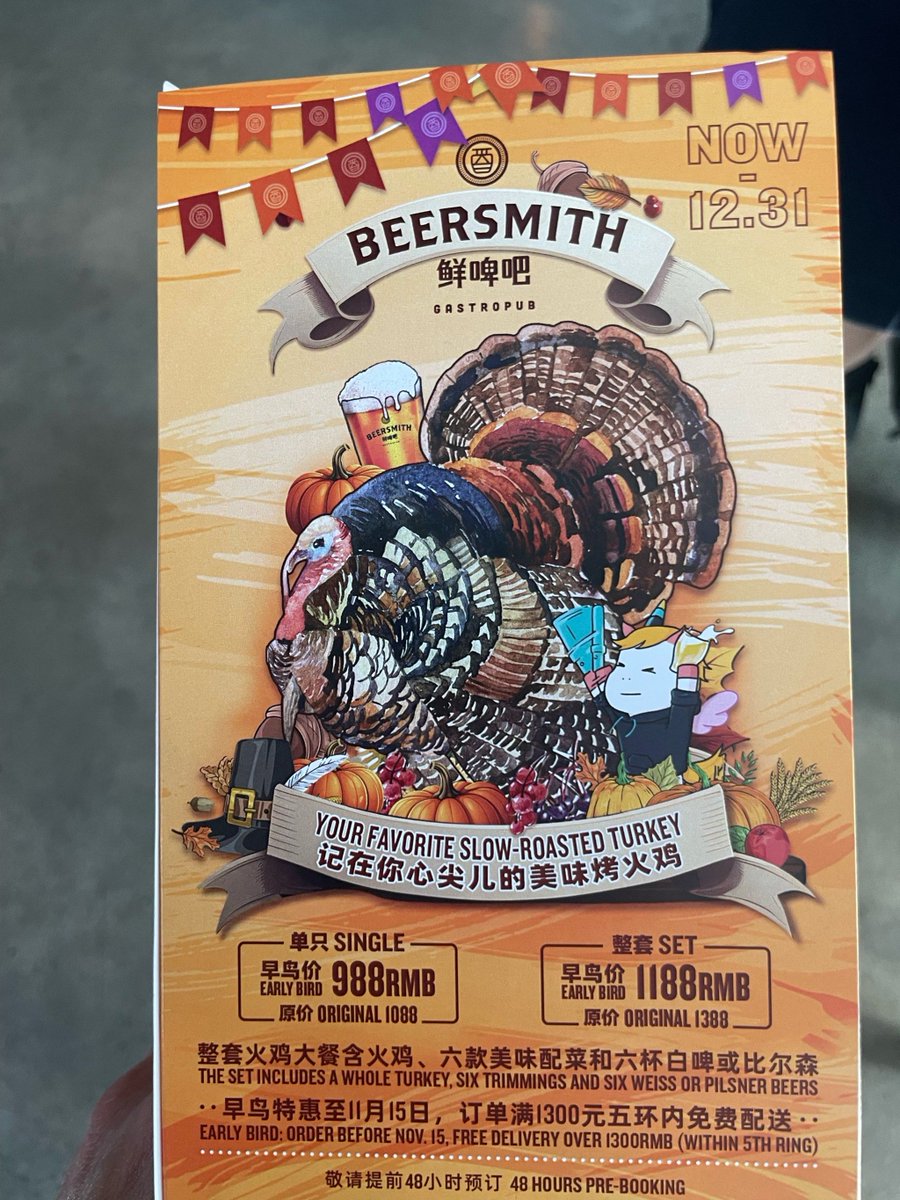 NOW
-
12.31
酉
BEERSMITH
鲜啤吧
GASTROPUB
BEERSMITH
鲜啤吧
YOUR FAVORITE SLOW-ROASTED TURKEY
记在你心尖儿的美味烤火鸡
单只 SINGLE
早鸟价 EARLY BIRD 988RMB
原价 ORIGINAL 1088
整套 SET
早鸟价 EARLY BIRD 1188RMB
原价 ORIGINAL 1388
整套火鸡大餐含火鸡、六款美味配菜和六杯白啤或比尔森
THE SET INCLUDES A WHOLE TURKEY, SIX TRIMMINGS AND SIX WEISS OR PILSNER BEERS
··早鸟特惠至11月15日，订单满1300元五环内免费配送··
EARLY BIRD: ORDER BEFORE NOV. 15, FREE DELIVERY OVER 1300RMB (WITHIN 5TH RING)
敬请提前48小时预订 48 HOURS PRE-BOOKING